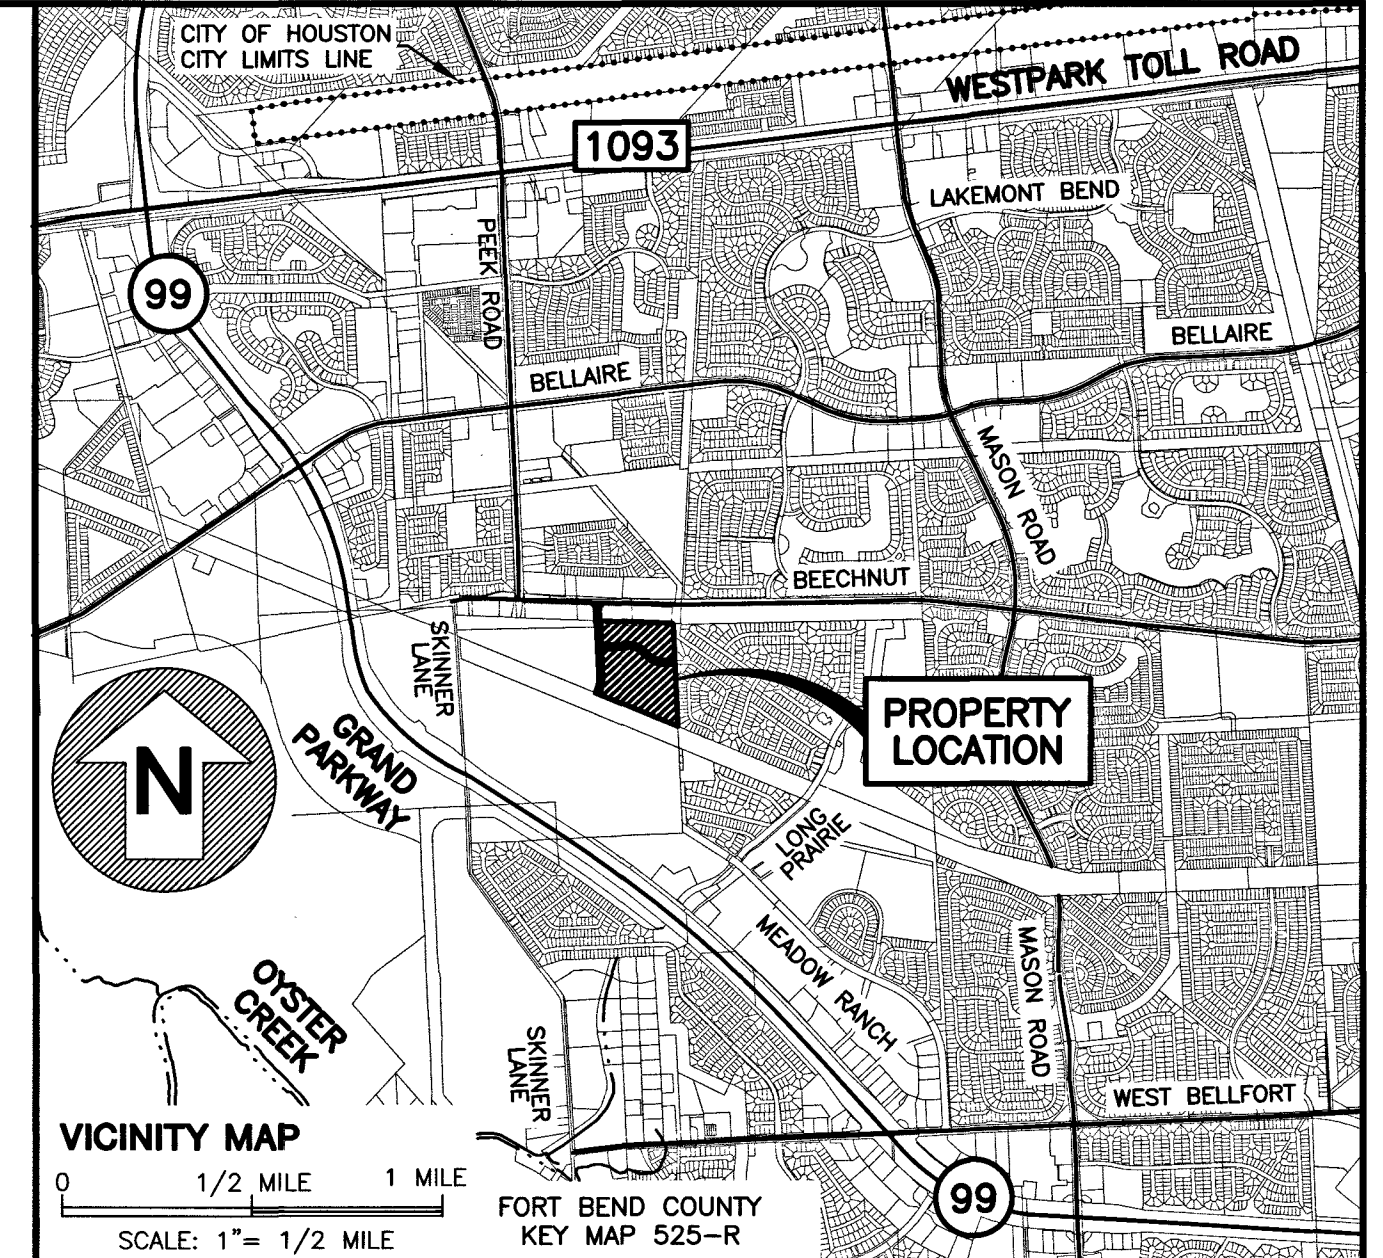 CITY OF HOUSTON
CITY LIMITS LINE
WESTPARK TOLL ROAD
1093
LAKEMONT BEND
PEEK ROAD
99
BELLAIRE
BELLAIRE
MASON ROAD
BEECHNUT
SKINNER
LANE
PROPERTY
LOCATION
N
GRAND
PARKWAY
LONG
PRAIRIE
MEADOW RANCH
MASON ROAD
OYSTER
CREEK
SKINNER
LANE
WEST BELLFORT
VICINITY MAP
0 1/2 MILE 1 MILE
SCALE: 1"= 1/2 MILE
FORT BEND COUNTY
KEY MAP 525-R
99